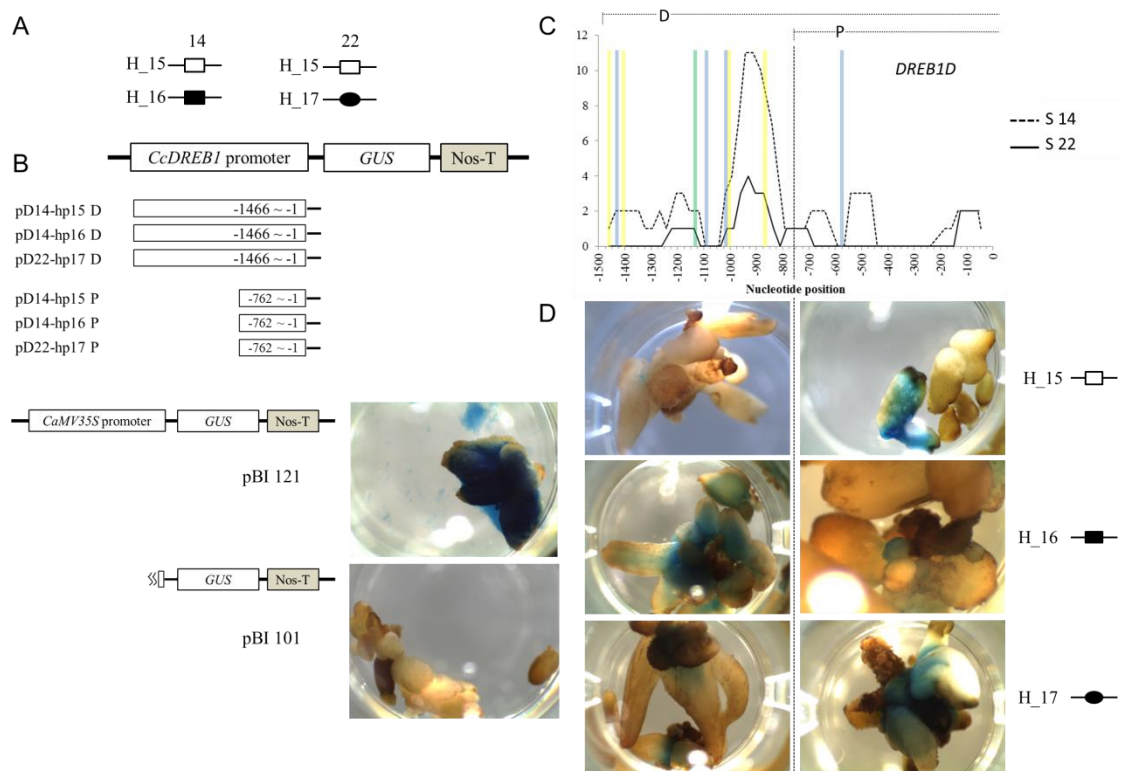 A
14
22
H_15
H_15
H_16
H_17
B
CcDREB1 promoter
GUS
Nos-T
pD14-hp15 D
-1466 ~ -1
pD14-hp16 D
-1466 ~ -1
pD22-hp17 D
-1466 ~ -1
pD14-hp15 P
-762 ~ -1
pD14-hp16 P
-762 ~ -1
pD22-hp17 P
-762 ~ -1
CaMV35S promoter
GUS
Nos-T
pBI 121
GUS
Nos-T
pBI 101
C
D
P
DREB1D
12
10
8
6
4
2
0
-1500
-1400
-1300
-1200
-1100
-1000
-900
-800
-700
-600
-500
-400
-300
-200
-100
0
Nucleotide position
S 14
S 22
D
H_15
H_16
H_17